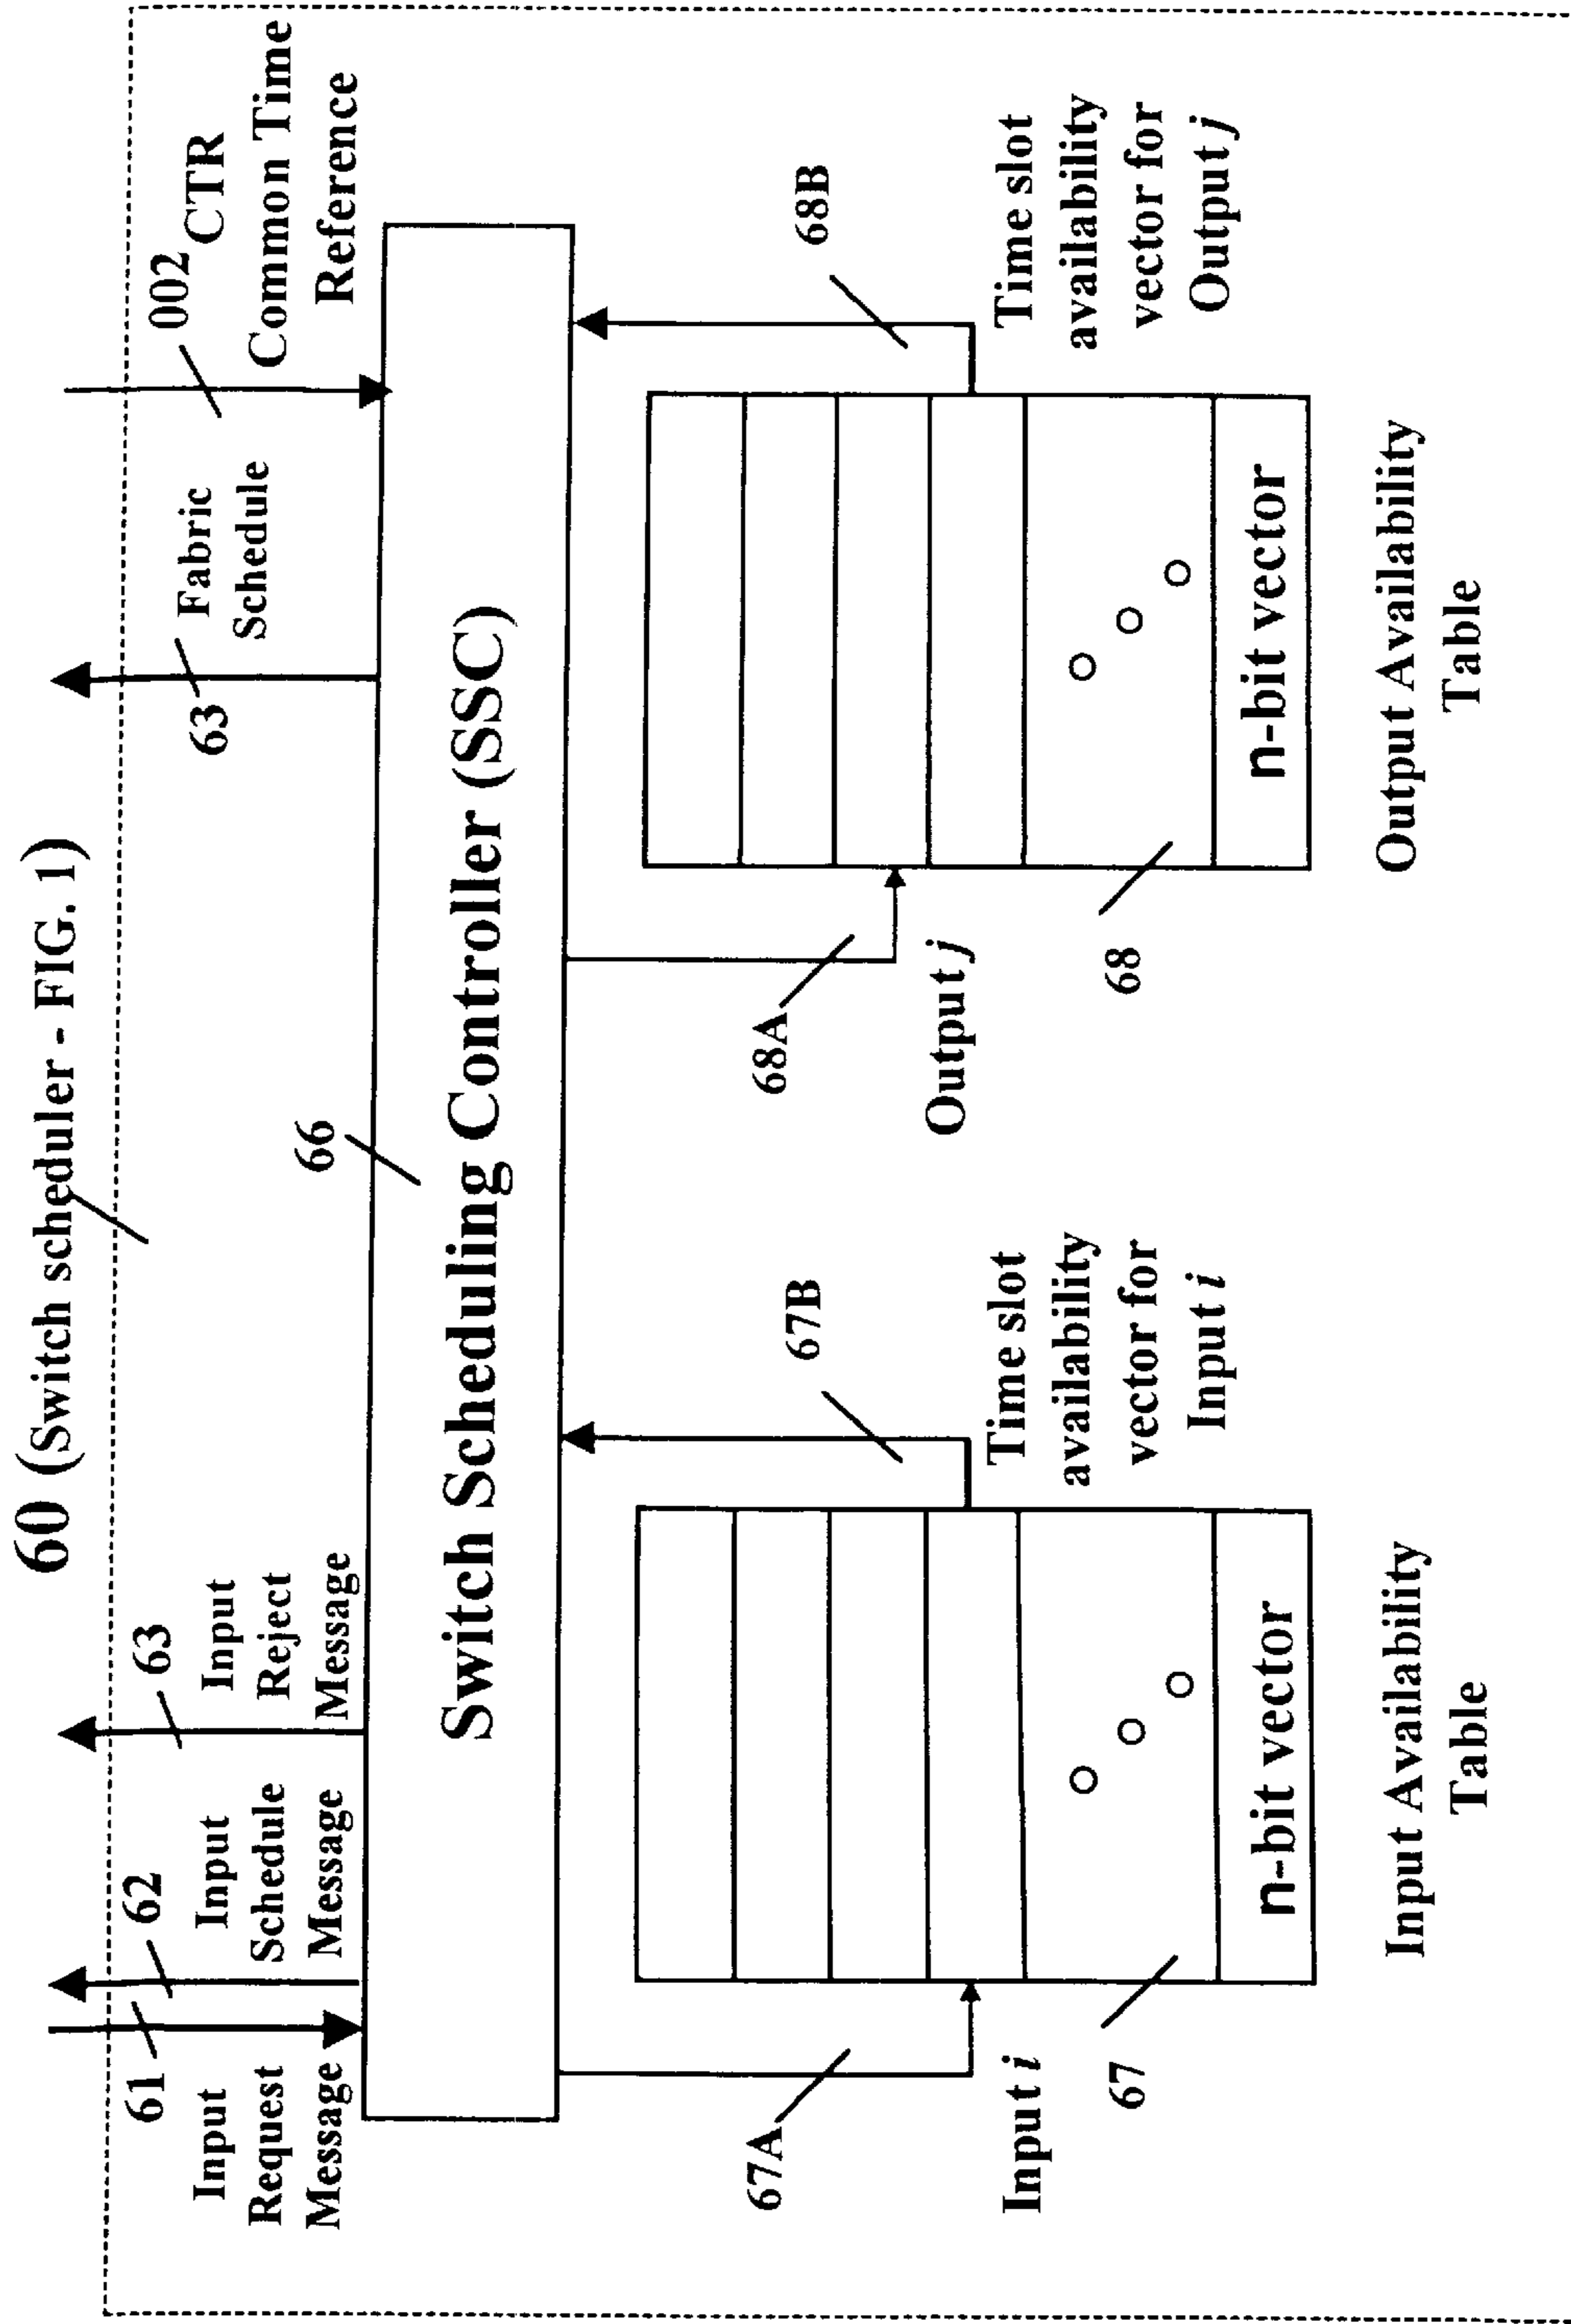 60 (Switch scheduler - FIG. 1)
61
Input
Request
Message
62
Input
Schedule
Message
63
Input
Reject
Message
66
63
Fabric
Schedule
002
CTR
Common Time
Reference
Switch Scheduling Controller (SSC)
67A
Input i
67
n-bit vector
67B
Time slot
availability
vector for
Input i
Input Availability
Table
68A
Output j
68
n-bit vector
68B
Time slot
availability
vector for
Output j
Output Availability
Table